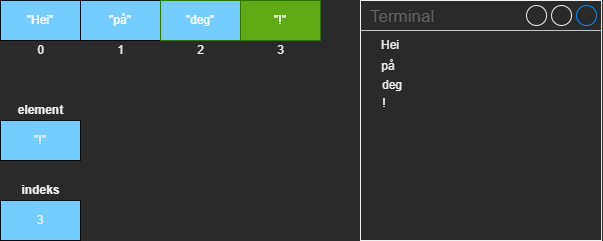 "Hei" "på" "deg" "!"
0 1 2 3
element
"!"
indeks
3
Terminal
Hei
på
deg
!